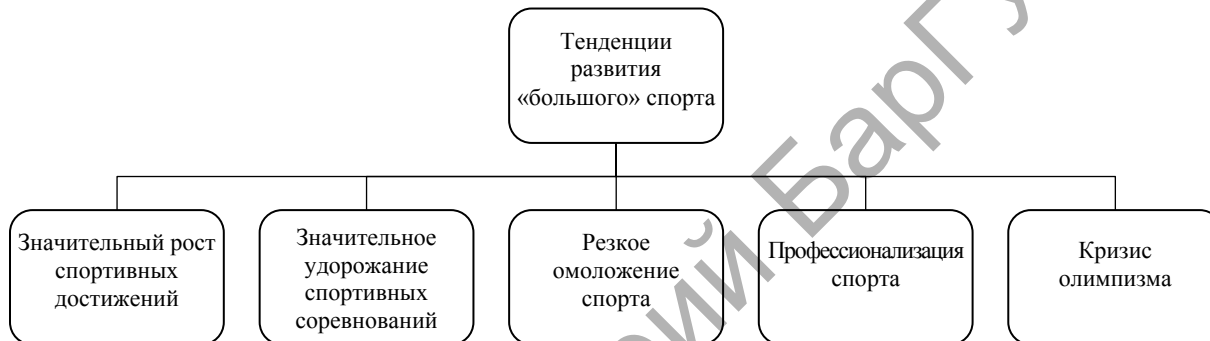 Тенденции
развития
«большого» спорта
Значительный рост
спортивных
достижений
Значительное
удорожание
спортивных
соревнований
Резкое
омоложение
спорта
Профессионализация
спорта
Кризис
олимпизма